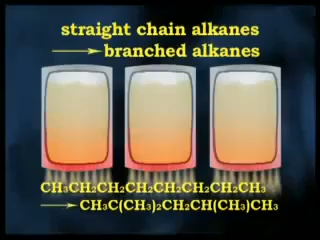 straight chain alkanes
⟶ branched alkanes
CH₃CH₂CH₂CH₂CH₂CH₂CH₂CH₃
⟶ CH₃C(CH₃)₂CH₂CH(CH₃)CH₃